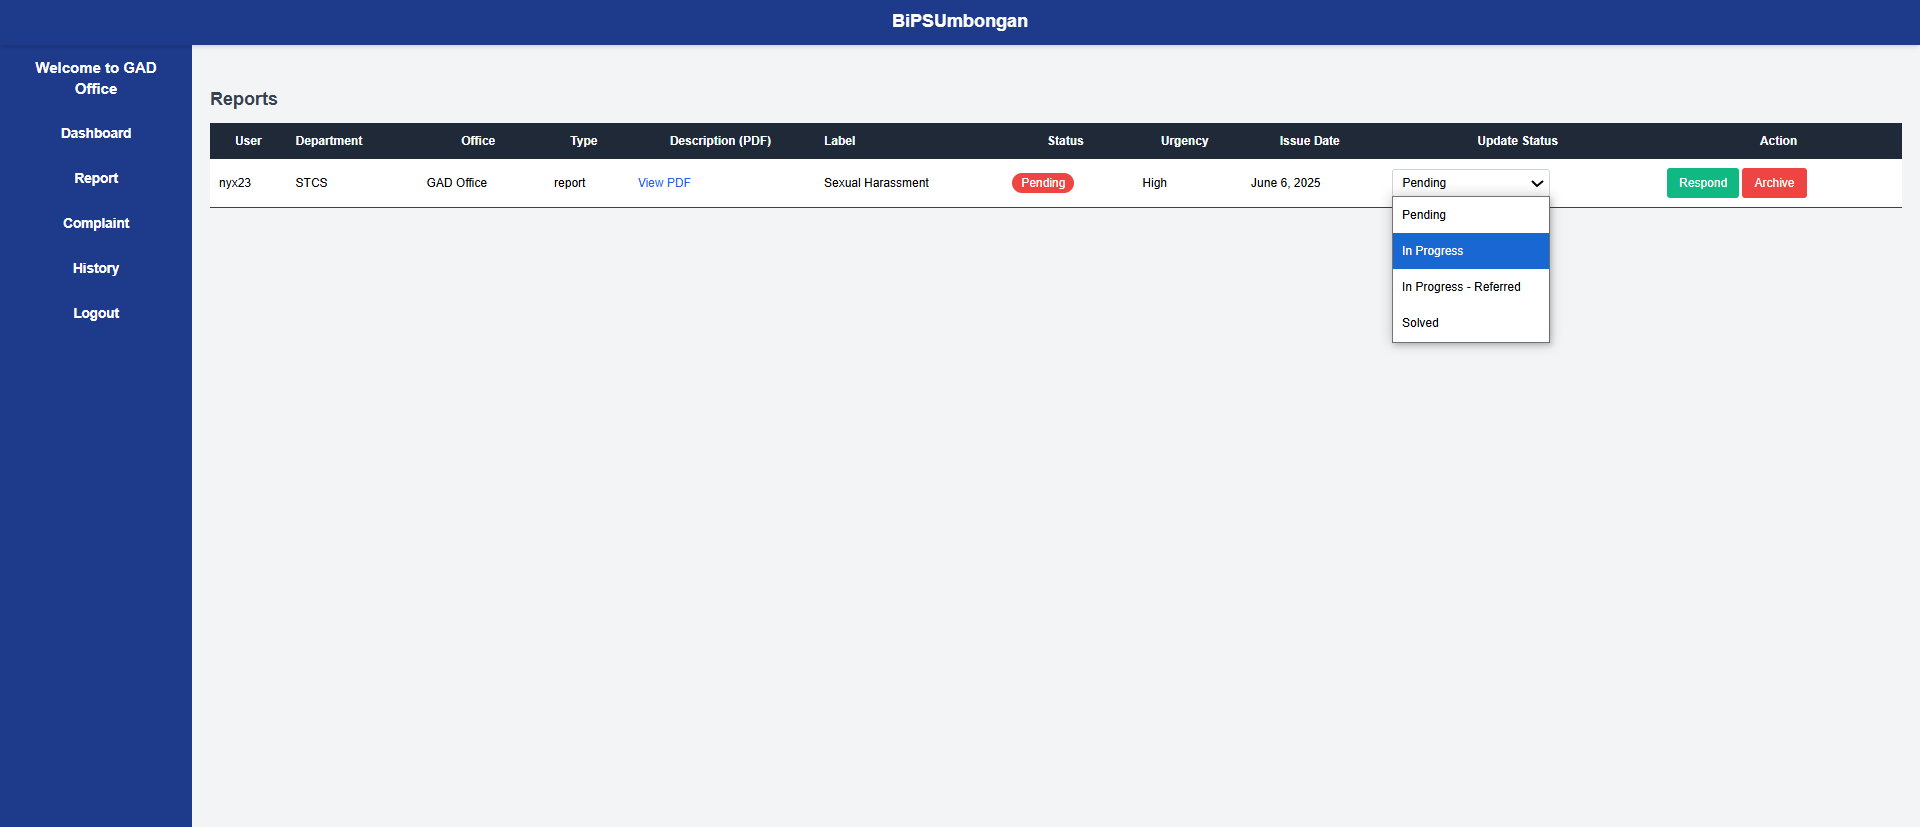 BiPSUmbongan
Welcome to GAD
Office
Dashboard
Report
Complaint
History
Logout
Reports
User Department Office Type Description (PDF) Label Status Urgency Issue Date Update Status Action
nyx23 STCS GAD Office report View PDF Sexual Harassment Pending High June 6, 2025 Pending Respond Archive
Pending
In Progress
In Progress - Referred
Solved